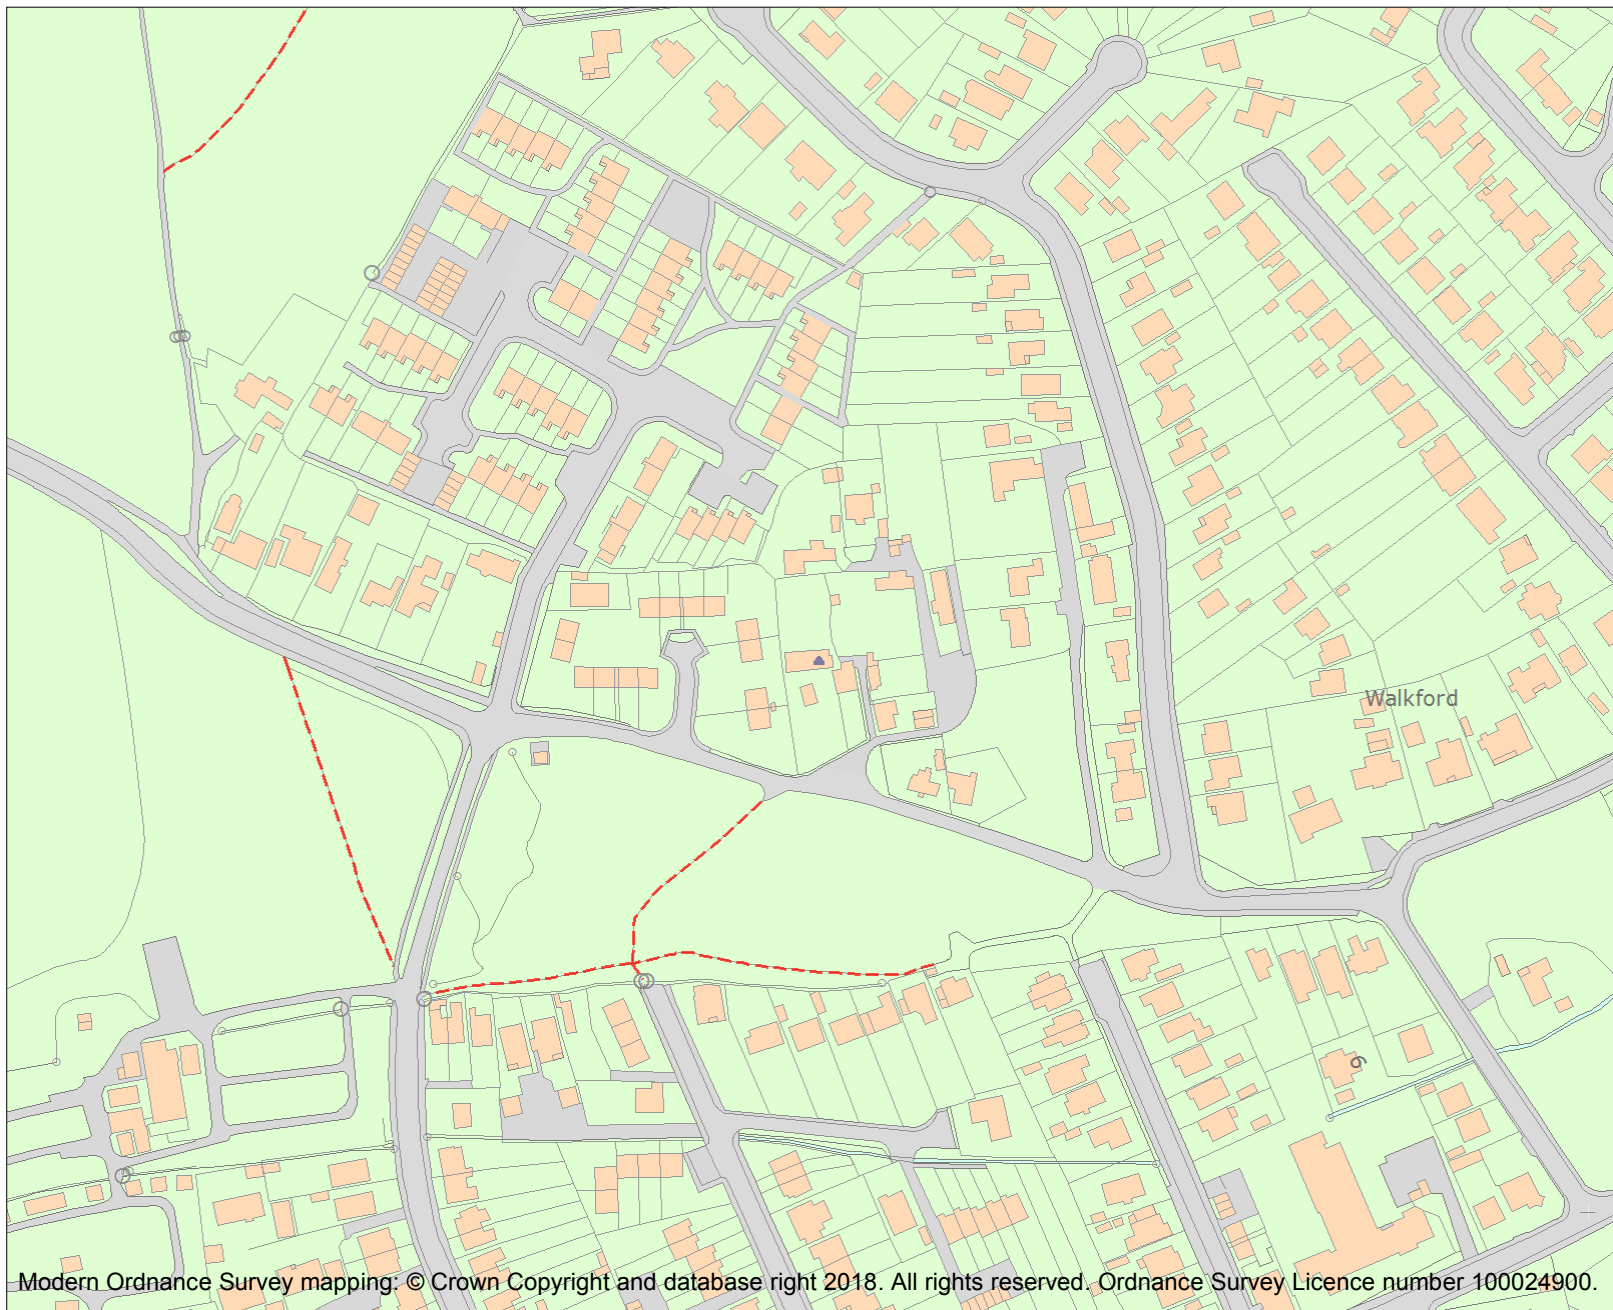 Walkford
6
Modern Ordnance Survey mapping: © Crown Copyright and database right 2018. All rights reserved. Ordnance Survey Licence number 100024900.